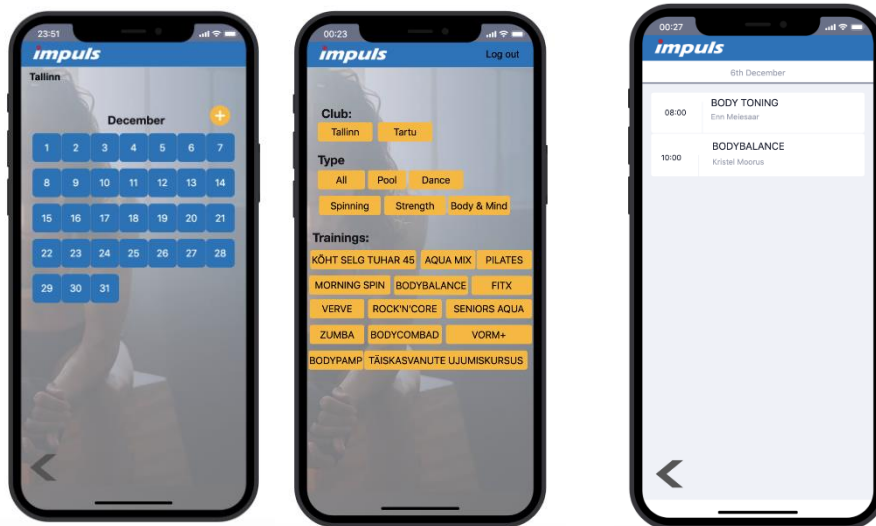 23:51
impuls
Tallinn
December
+
1 2 3 4 5 6 7
8 9 10 11 12 13 14
15 16 17 18 19 20 21
22 23 24 25 26 27 28
29 30 31
00:23
impuls Log out
Club:
Tallinn Tartu
Type
All Pool Dance
Spinning Strength Body & Mind
Trainings:
KÕHT SELG TUHAR 45 AQUA MIX PILATES
MORNING SPIN BODYBALANCE FITX
VERVE ROCK'N'CORE SENIORS AQUA
ZUMBA BODYCOMBAD VORM+
BODYPAMP TÄISKASVANUTE UJUMISKURSUS
00:27
impuls
6th December
08:00 BODY TONING
Enn Meiesaar
10:00 BODYBALANCE
Kristel Moorus